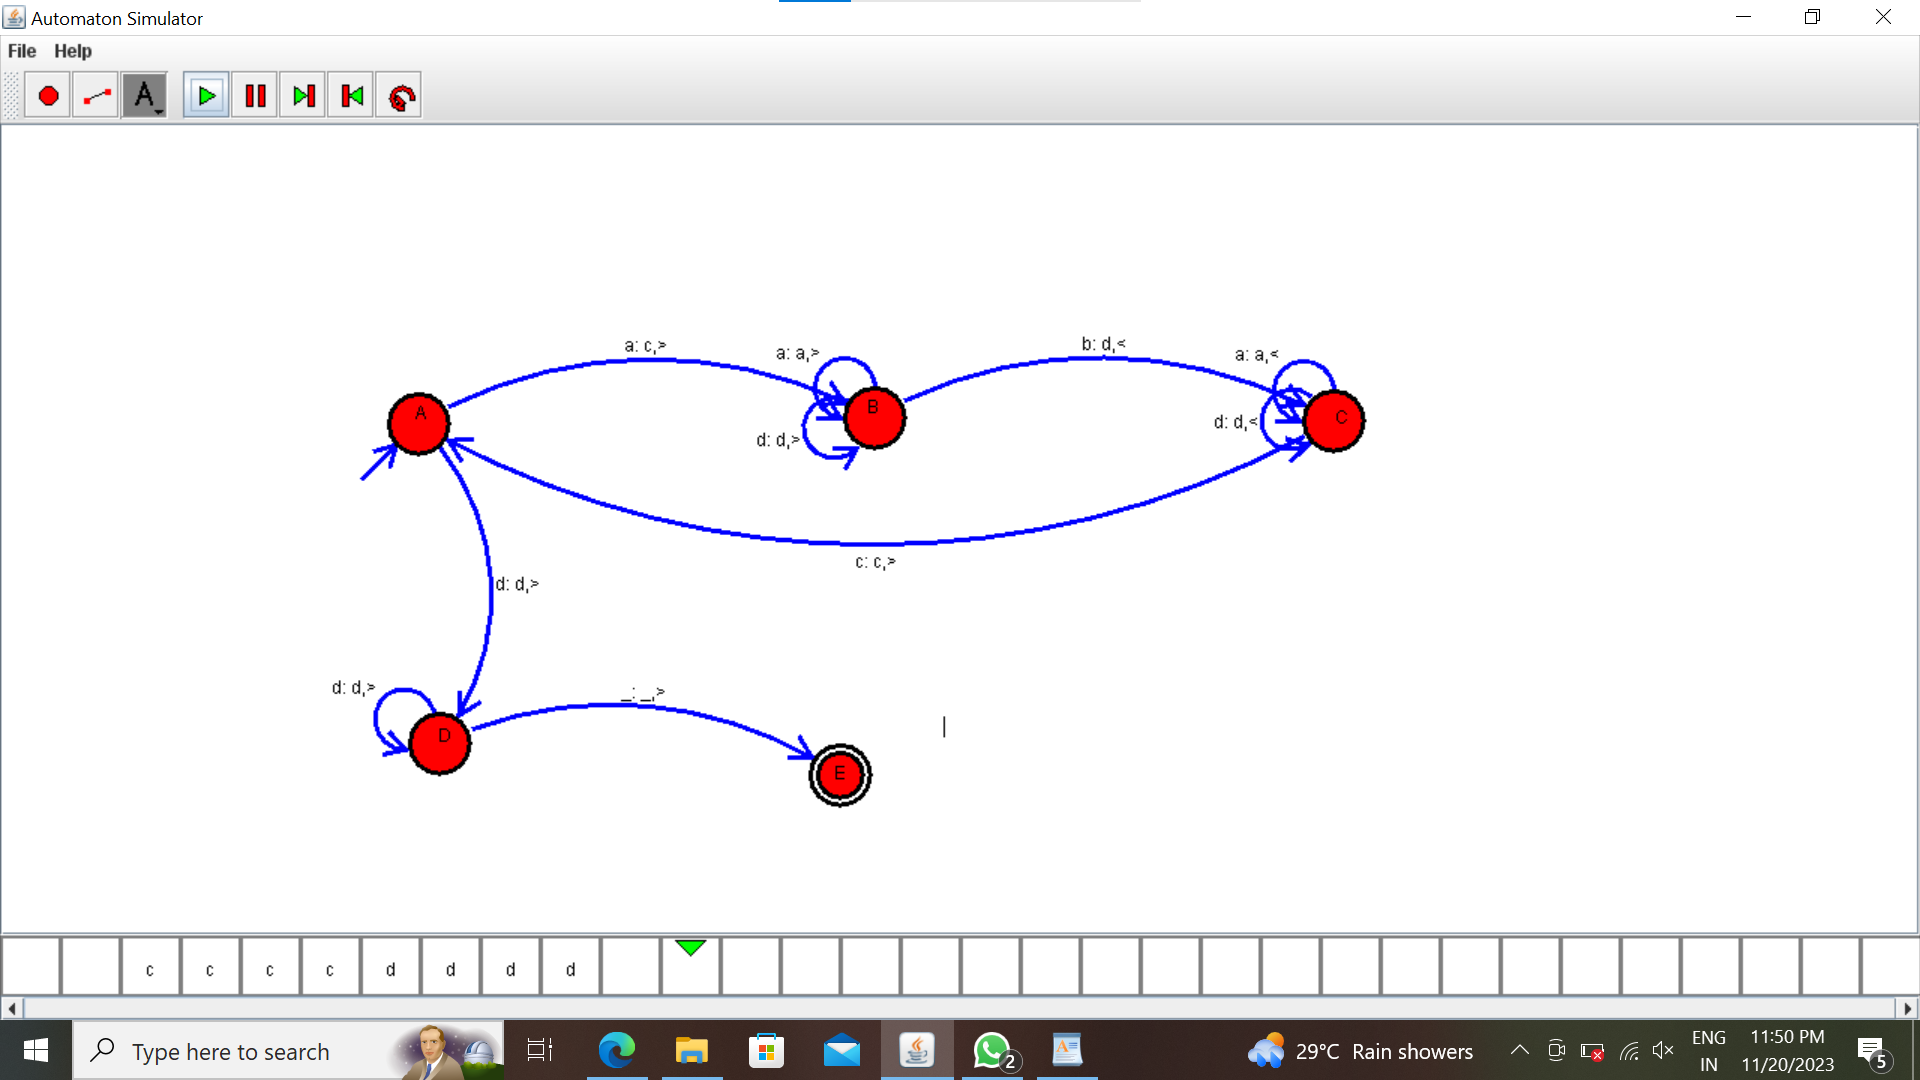 Automaton Simulator
File Help
A
a: c,>
a: a,>
b: d,<
a: a,<
A
B
C
d: d,>
d: d,<
c: c,>
d: d,>
d: d,>
_: _,>
D
E
c c c c d d d d
Type here to search
2
29°C Rain showers
ENG
IN
11:50 PM
11/20/2023
5